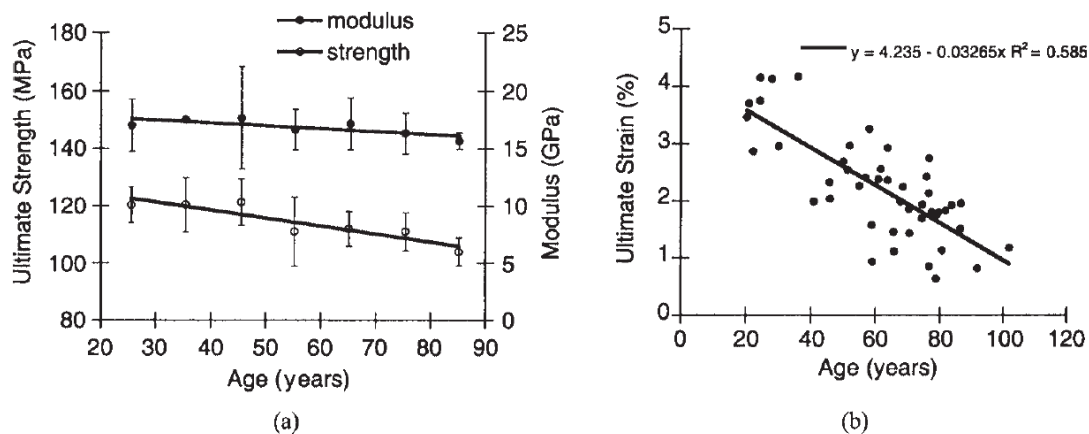 modulus
strength
180
160
140
120
100
80
25
20
15
10
5
0
Ultimate Strength (MPa)
Modulus (GPa)
20 30 40 50 60 70 80 90
Age (years)
(a)
y = 4.235 - 0.03265x R² = 0.585
5
4
3
2
1
0
Ultimate Strain (%)
0 20 40 60 80 100 120
Age (years)
(b)